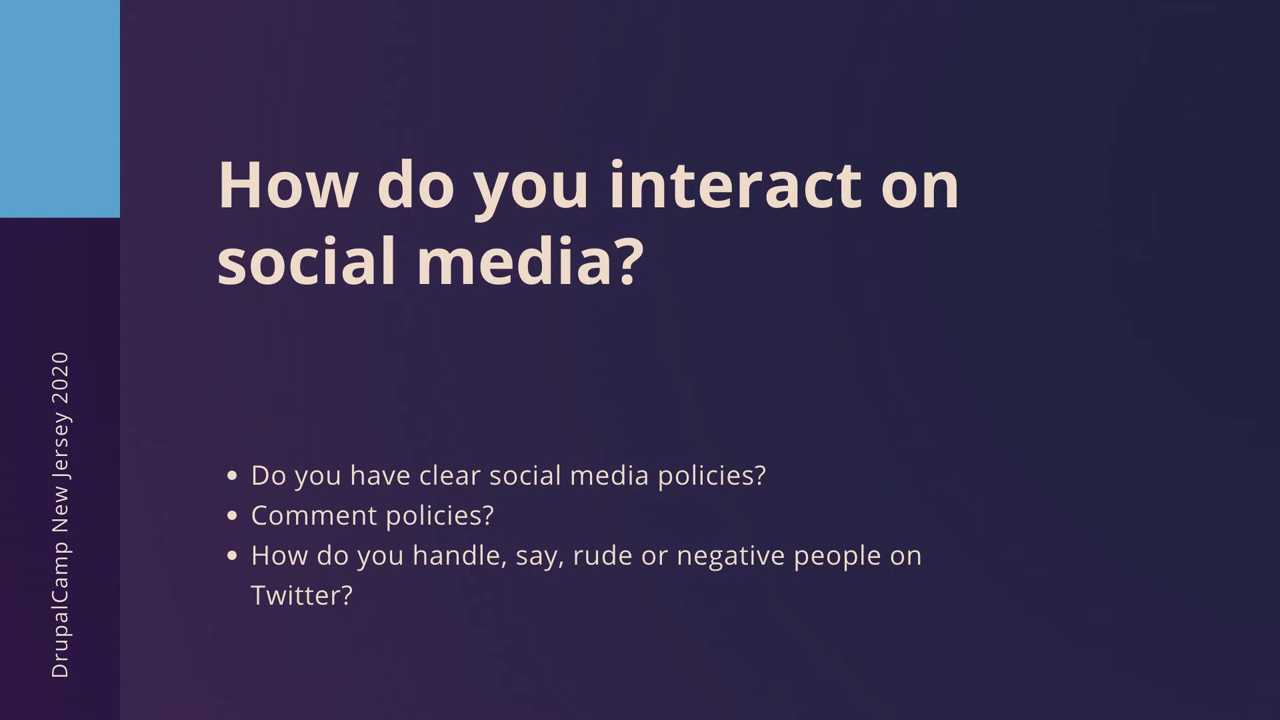 How do you interact on
social media?
• Do you have clear social media policies?
• Comment policies?
• How do you handle, say, rude or negative people on
Twitter?
DrupalCamp New Jersey 2020